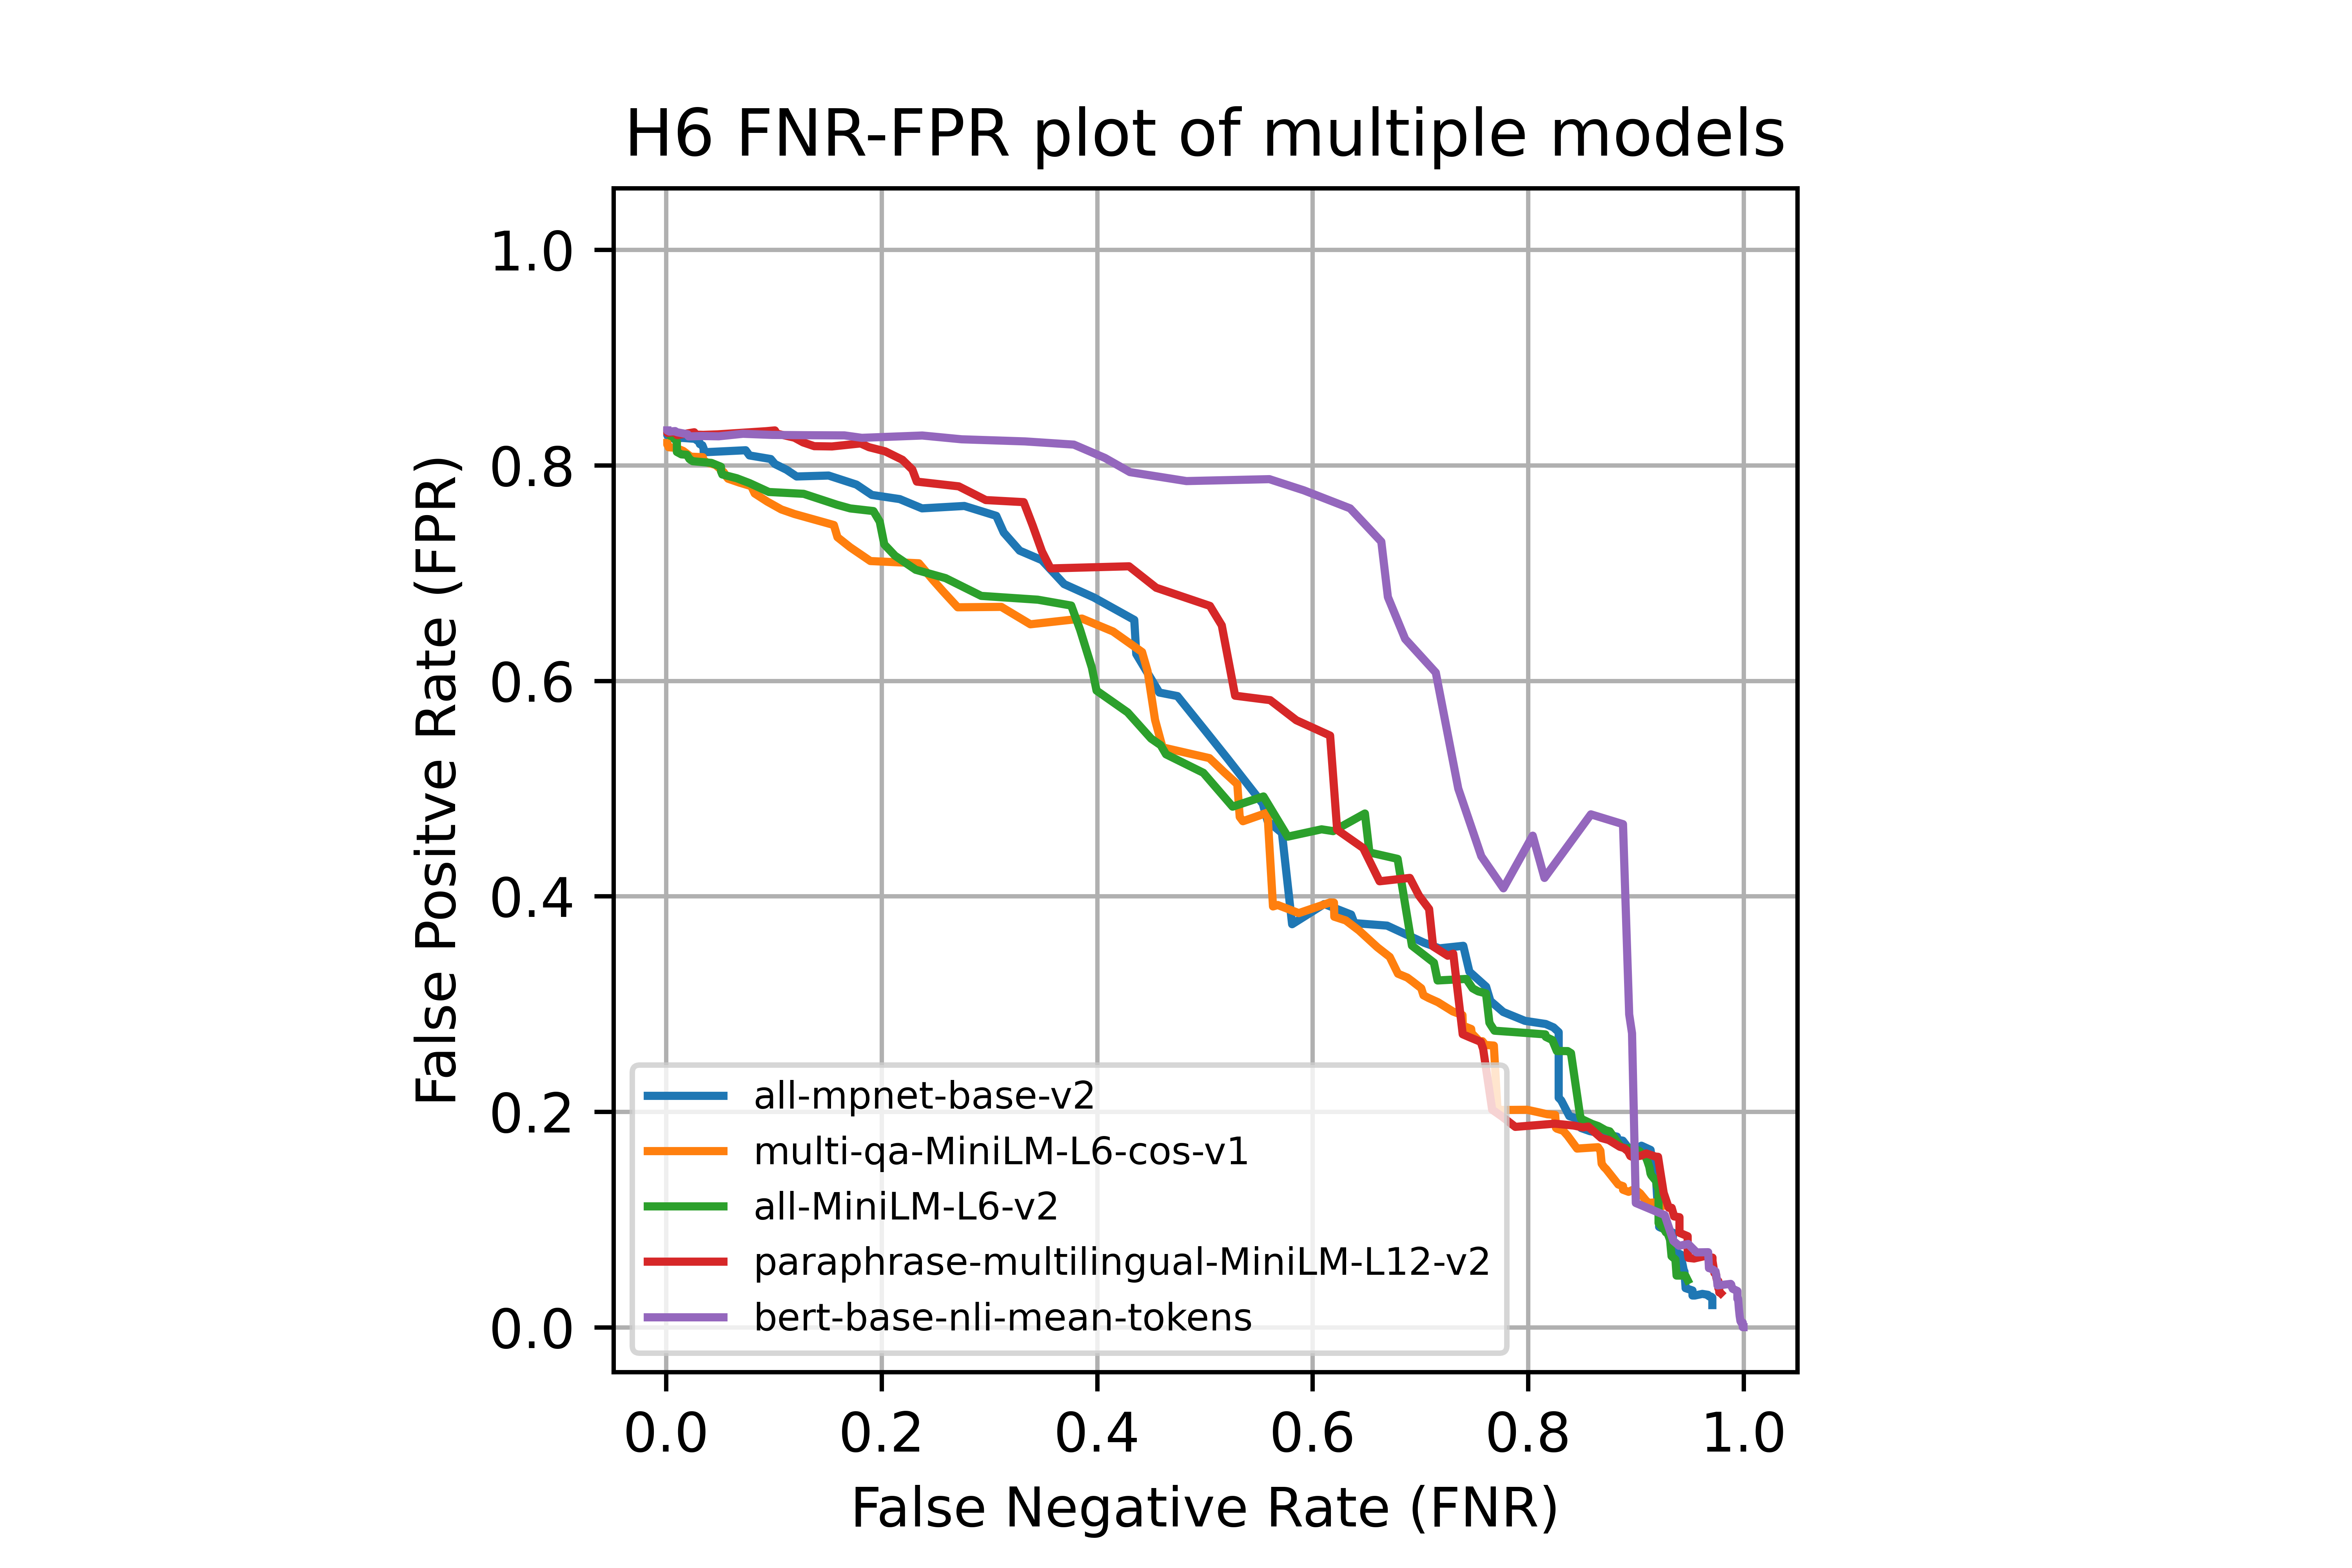 H6 FNR-FPR plot of multiple models
False Positve Rate (FPR)
1.0
0.8
0.6
0.4
0.2
0.0
all-mpnet-base-v2
multi-qa-MiniLM-L6-cos-v1
all-MiniLM-L6-v2
paraphrase-multilingual-MiniLM-L12-v2
bert-base-nli-mean-tokens
0.0 0.2 0.4 0.6 0.8 1.0
False Negative Rate (FNR)